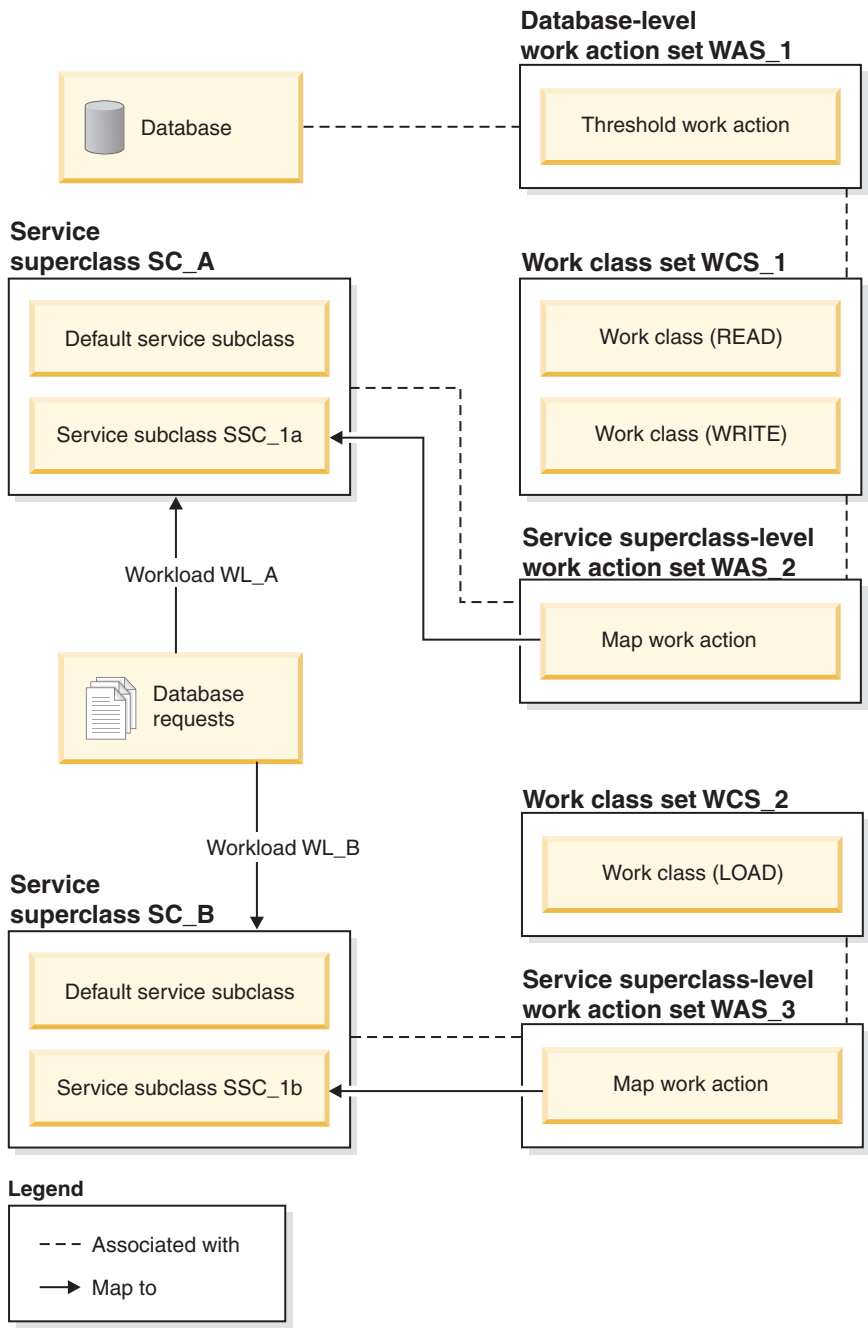 Database-level
work action set WAS_1
Database
Threshold work action
Service
superclass SC_A
Work class set WCS_1
Default service subclass
Work class (READ)
Service subclass SSC_1a
Work class (WRITE)
Service superclass-level
work action set WAS_2
Workload WL_A
Map work action
Database
requests
Work class set WCS_2
Workload WL_B
Work class (LOAD)
Service
superclass SC_B
Default service subclass
Service superclass-level
work action set WAS_3
Service subclass SSC_1b
Map work action
Legend
Associated with
Map to